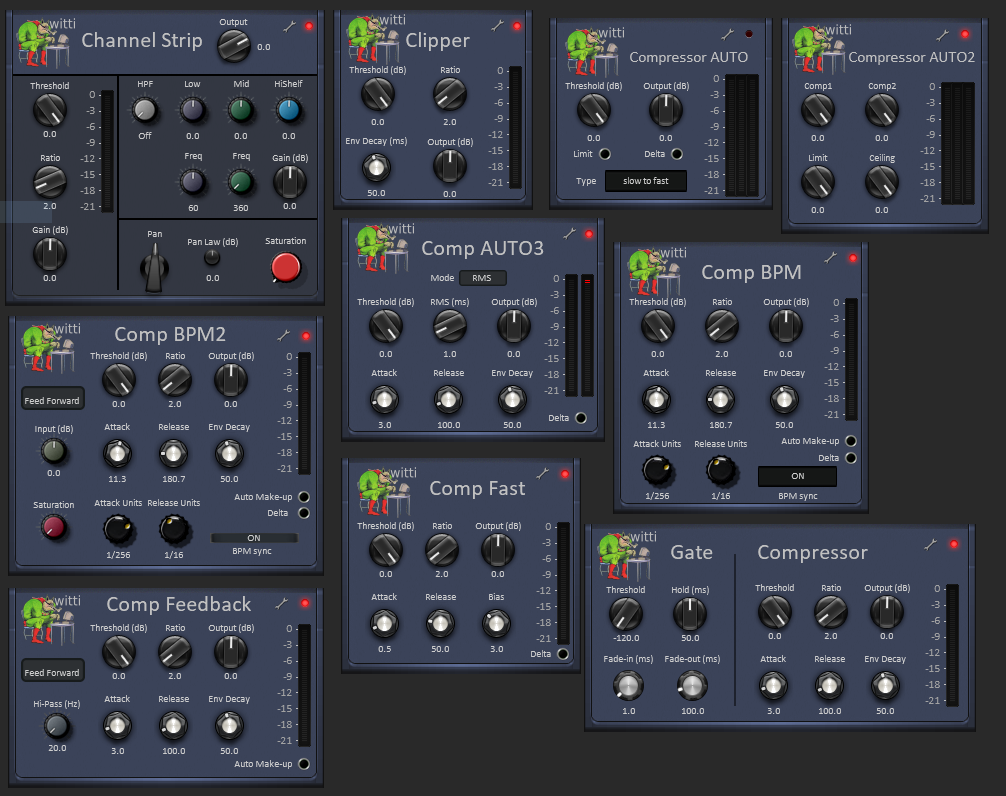 witti
Channel Strip
Output
0.0
Threshold
0.0
Ratio
2.0
Gain (dB)
0.0
0
-3
-6
-9
-12
-15
-18
-21
HPF
Low
Mid
HiShelf
Off
0.0
0.0
0.0
Freq
Freq
Gain (dB)
60
360
0.0
Pan
Pan Law (dB)
0.0
Saturation
witti
Clipper
Threshold (dB)
Ratio
0.0
2.0
Env Decay (ms)
Output (dB)
50.0
0.0
0
-3
-6
-9
-12
-15
-18
-21
witti
Compressor AUTO
Threshold (dB)
Output (dB)
0.0
0.0
Limit
Delta
Type
slow to fast
0
-3
-6
-9
-12
-15
-18
-21
witti
Compressor AUTO2
Comp1
Comp2
0.0
0.0
Limit
Ceiling
0.0
0.0
0
-3
-6
-9
-12
-15
-18
-21
witti
Comp AUTO3
Mode
RMS
Threshold (dB)
RMS (ms)
Output (dB)
0.0
1.0
0.0
Attack
Release
Env Decay
3.0
100.0
50.0
0
-3
-6
-9
-12
-15
-18
-21
Delta
witti
Comp BPM
Threshold (dB)
Ratio
Output (dB)
0.0
2.0
0.0
Attack
Release
Env Decay
11.3
180.7
50.0
0
-3
-6
-9
-12
-15
-18
-21
Attack Units
Release Units
1/256
1/16
Auto Make-up
Delta
ON
BPM sync
witti
Comp BPM2
Threshold (dB)
Ratio
Output (dB)
0.0
2.0
0.0
Feed Forward
Input (dB)
0.0
Attack
Release
Env Decay
11.3
180.7
50.0
0
-3
-6
-9
-12
-15
-18
-21
Saturation
Attack Units
Release Units
1/256
1/16
Auto Make-up
Delta
ON
BPM sync
witti
Comp Fast
Threshold (dB)
Ratio
Output (dB)
0.0
2.0
0.0
Attack
Release
Bias
0.5
50.0
3.0
0
-3
-6
-9
-12
-15
-18
-21
Delta
witti
Gate
Threshold
Hold (ms)
-120.0
50.0
Fade-in (ms)
Fade-out (ms)
1.0
100.0
Compressor
Threshold
Ratio
Output (dB)
0.0
2.0
0.0
Attack
Release
Env Decay
3.0
100.0
50.0
0
-3
-6
-9
-12
-15
-18
-21
witti
Comp Feedback
Threshold (dB)
Ratio
Output (dB)
0.0
2.0
0.0
Feed Forward
Hi-Pass (Hz)
20.0
Attack
Release
Env Decay
3.0
100.0
50.0
0
-3
-6
-9
-12
-15
-18
-21
Auto Make-up